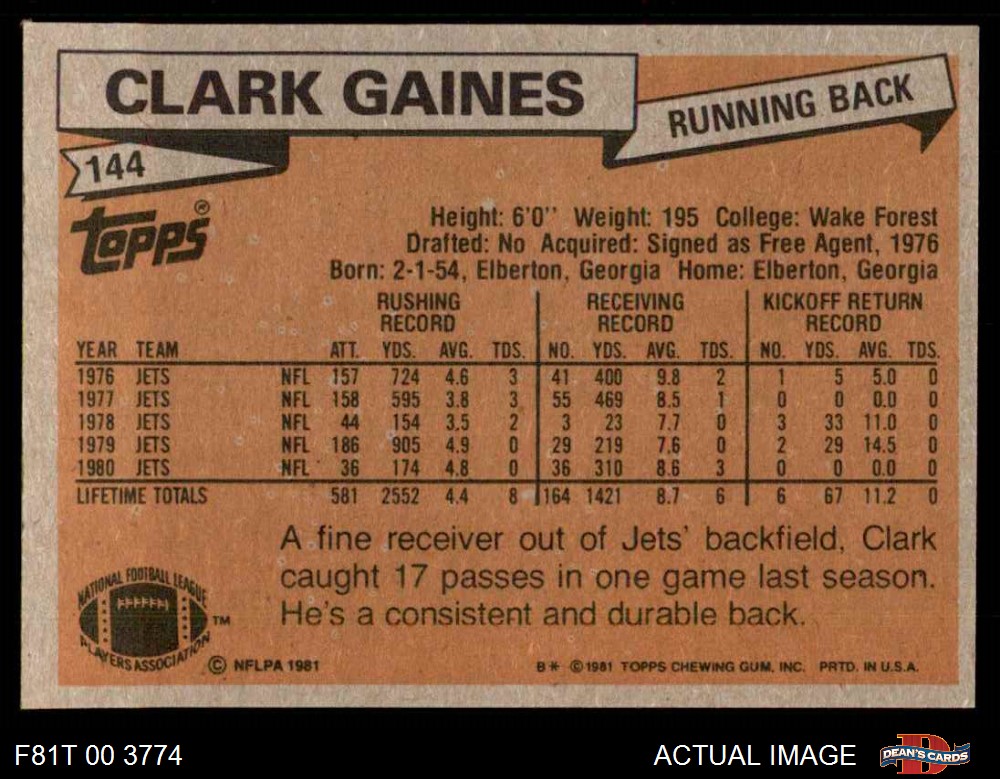 CLARK GAINES
RUNNING BACK
144
Topps®
Height: 6'0" Weight: 195 College: Wake Forest
Drafted: No Acquired: Signed as Free Agent, 1976
Born: 2-1-54, Elberton, Georgia Home: Elberton, Georgia
RUSHING RECORD RECEIVING RECORD KICKOFF RETURN RECORD
YEAR TEAM ATT. YDS. AVG. TDS. NO. YDS. AVG. TDS. NO. YDS. AVG. TDS.
1976 JETS NFL 157 724 4.6 3 41 400 9.8 2 1 5 5.0 0
1977 JETS NFL 158 595 3.8 3 55 469 8.5 1 0 0 0.0 0
1978 JETS NFL 44 154 3.5 2 3 23 7.7 0 3 33 11.0 0
1979 JETS NFL 186 905 4.9 0 29 219 7.6 0 2 29 14.5 0
1980 JETS NFL 36 174 4.8 0 36 310 8.6 3 0 0 0.0 0
LIFETIME TOTALS 581 2552 4.4 8 164 1421 8.7 6 6 67 11.2 0
A fine receiver out of Jets' backfield, Clark
caught 17 passes in one game last season.
He's a consistent and durable back.
NATIONAL FOOTBALL LEAGUE
PLAYERS ASSOCIATION
TM
© NFLPA 1981
B* ©1981 TOPPS CHEWING GUM, INC. PRTD. IN U.S.A.
F81T 00 3774
ACTUAL IMAGE
D
DEAN'S CARDS